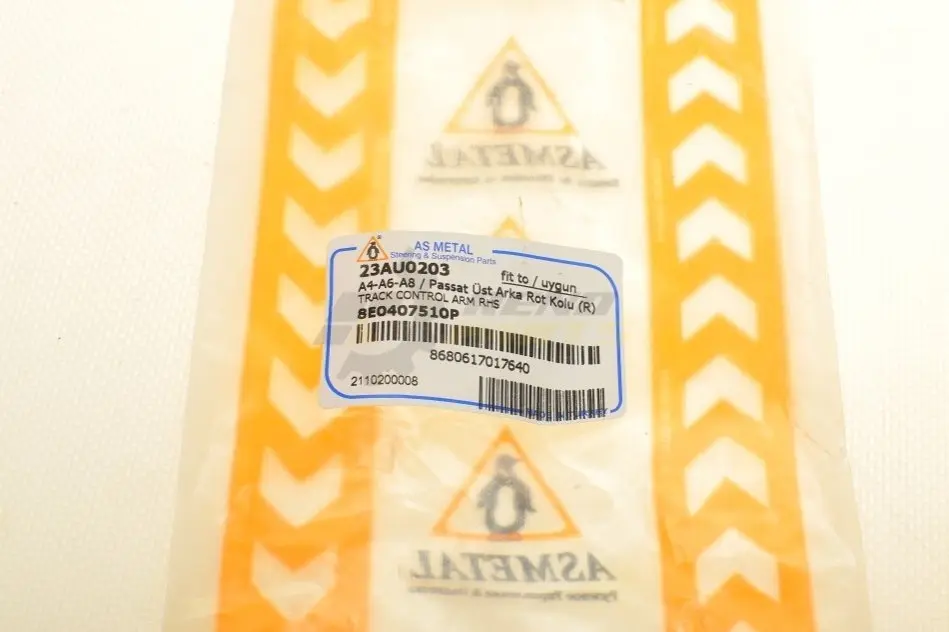 ASMETAL
AS METAL
Steering & Suspension Parts
23AU0203
fit to / uygun
A4-A6-A8 / Passat Üst Arka Rot Kolu (R)
TRACK CONTROL ARM RHS
8E0407510P
8680617017640
2110200008
ASMETAL